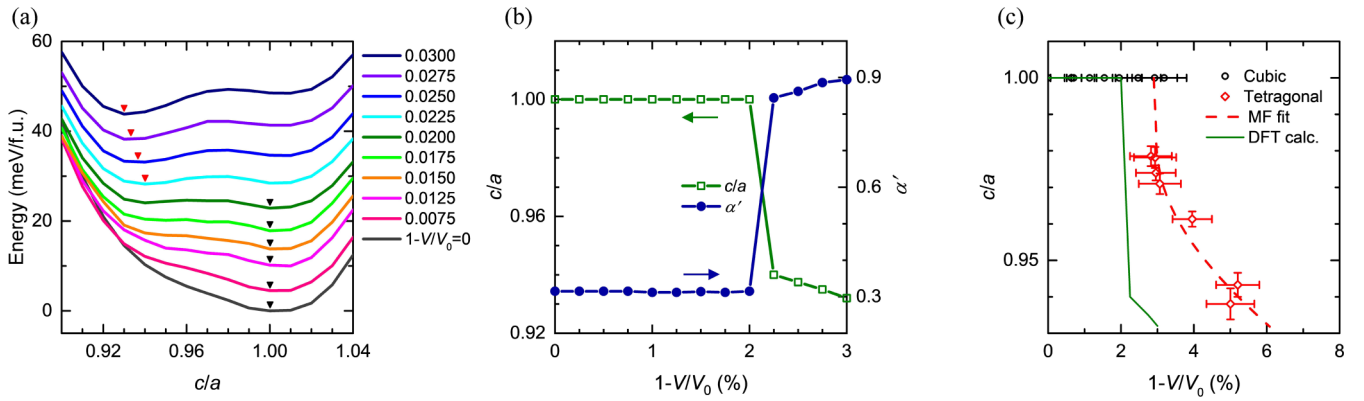 (a)
60
40
20
0
Energy (meV/f.u.)
0.92
0.96
1.00
1.04
c/a
0.0300
0.0275
0.0250
0.0225
0.0200
0.0175
0.0150
0.0125
0.0075
1-V/V₀=0
(b)
1.00
0.96
0.92
c/a
c/a
α′
0.9
0.6
0.3
α′
0
1
2
3
1-V/V₀ (%)
(c)
1.00
0.95
c/a
Cubic
Tetragonal
MF fit
DFT calc.
0
2
4
6
8
1-V/V₀ (%)